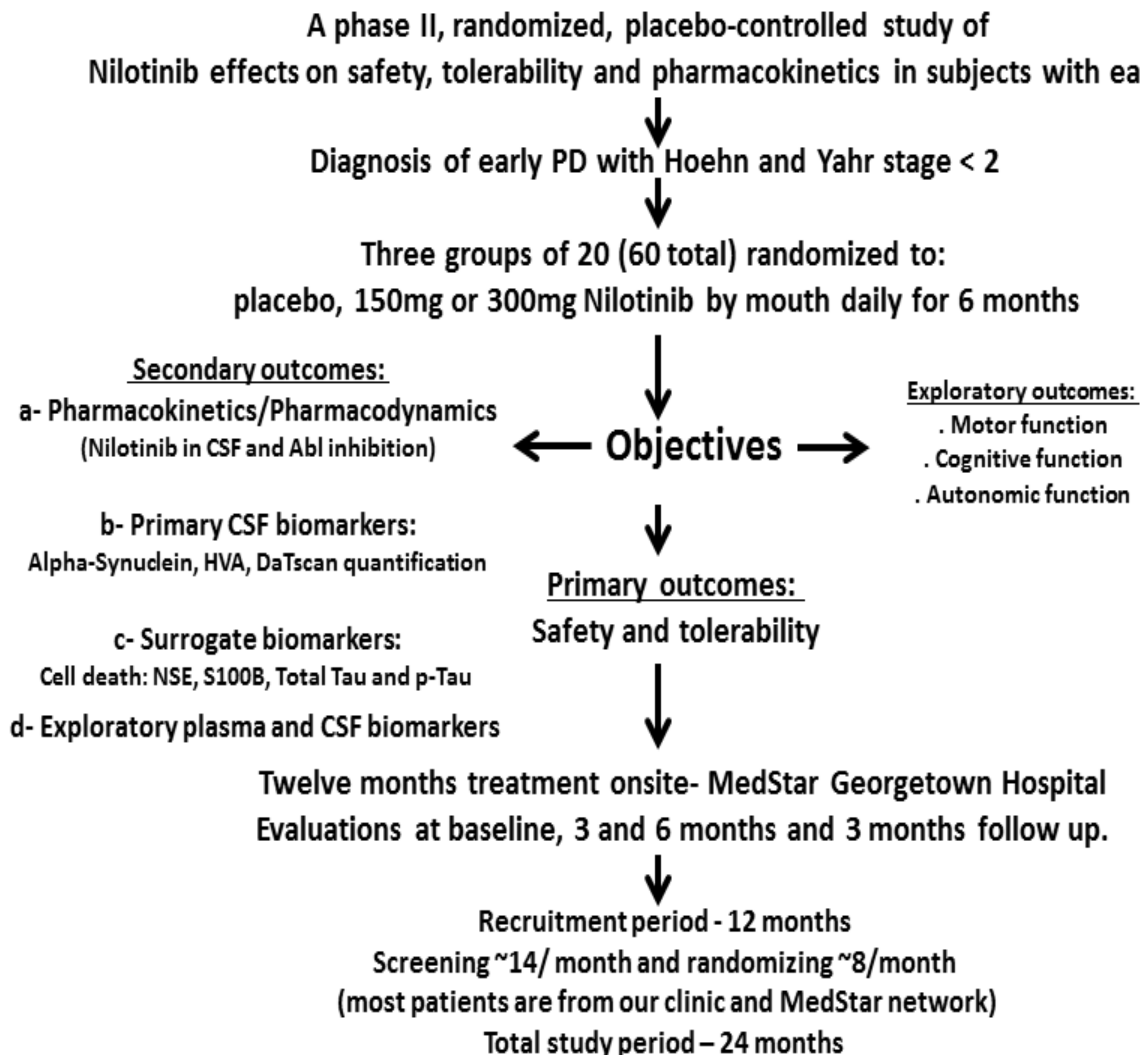 A phase II, randomized, placebo-controlled study of
Nilotinib effects on safety, tolerability and pharmacokinetics in subjects with ea
Diagnosis of early PD with Hoehn and Yahr stage < 2
Three groups of 20 (60 total) randomized to:
placebo, 150mg or 300mg Nilotinib by mouth daily for 6 months
Secondary outcomes:
a- Pharmacokinetics/Pharmacodynamics
(Nilotinib in CSF and Abl inhibition)
b- Primary CSF biomarkers:
Alpha-Synuclein, HVA, DaTscan quantification
c- Surrogate biomarkers:
Cell death: NSE, S100B, Total Tau and p-Tau
d- Exploratory plasma and CSF biomarkers
Objectives
Exploratory outcomes:
. Motor function
. Cognitive function
. Autonomic function
Primary outcomes:
Safety and tolerability
Twelve months treatment onsite- MedStar Georgetown Hospital
Evaluations at baseline, 3 and 6 months and 3 months follow up.
Recruitment period - 12 months
Screening ~14/ month and randomizing ~8/month
(most patients are from our clinic and MedStar network)
Total study period – 24 months